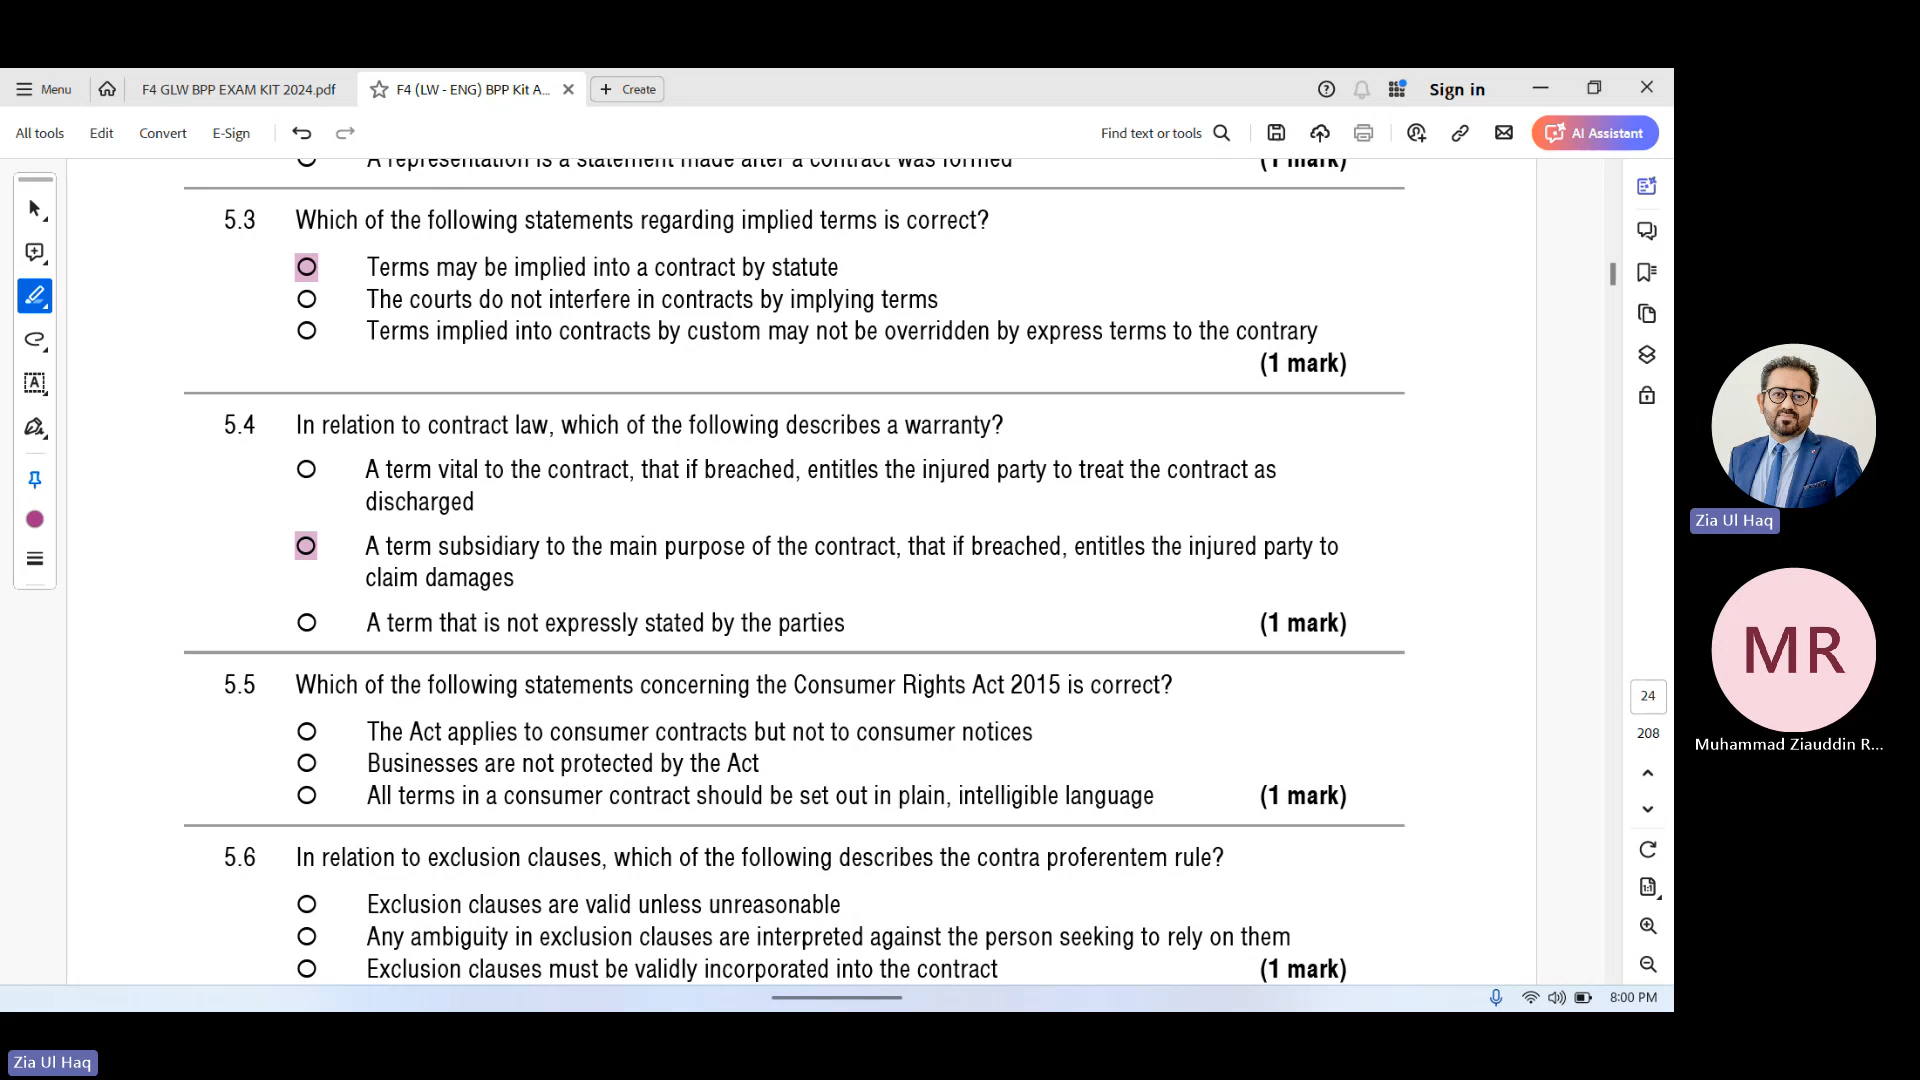 Menu
F4 GLW BPP EXAM KIT 2024.pdf
F4 (LW - ENG) BPP Kit A...
Create
Sign in
All tools
Edit
Convert
E-Sign
Find text or tools
AI Assistant
A representation is a statement made after a contract was formed (1 mark)
5.3 Which of the following statements regarding implied terms is correct?
Terms may be implied into a contract by statute
The courts do not interfere in contracts by implying terms
Terms implied into contracts by custom may not be overridden by express terms to the contrary
(1 mark)
5.4 In relation to contract law, which of the following describes a warranty?
A term vital to the contract, that if breached, entitles the injured party to treat the contract as
discharged
A term subsidiary to the main purpose of the contract, that if breached, entitles the injured party to
claim damages
A term that is not expressly stated by the parties (1 mark)
5.5 Which of the following statements concerning the Consumer Rights Act 2015 is correct?
The Act applies to consumer contracts but not to consumer notices
Businesses are not protected by the Act
All terms in a consumer contract should be set out in plain, intelligible language (1 mark)
5.6 In relation to exclusion clauses, which of the following describes the contra proferentem rule?
Exclusion clauses are valid unless unreasonable
Any ambiguity in exclusion clauses are interpreted against the person seeking to rely on them
Exclusion clauses must be validly incorporated into the contract (1 mark)
24
208
8:00 PM
Zia Ul Haq
MR
Muhammad Ziauddin R...
Zia Ul Haq